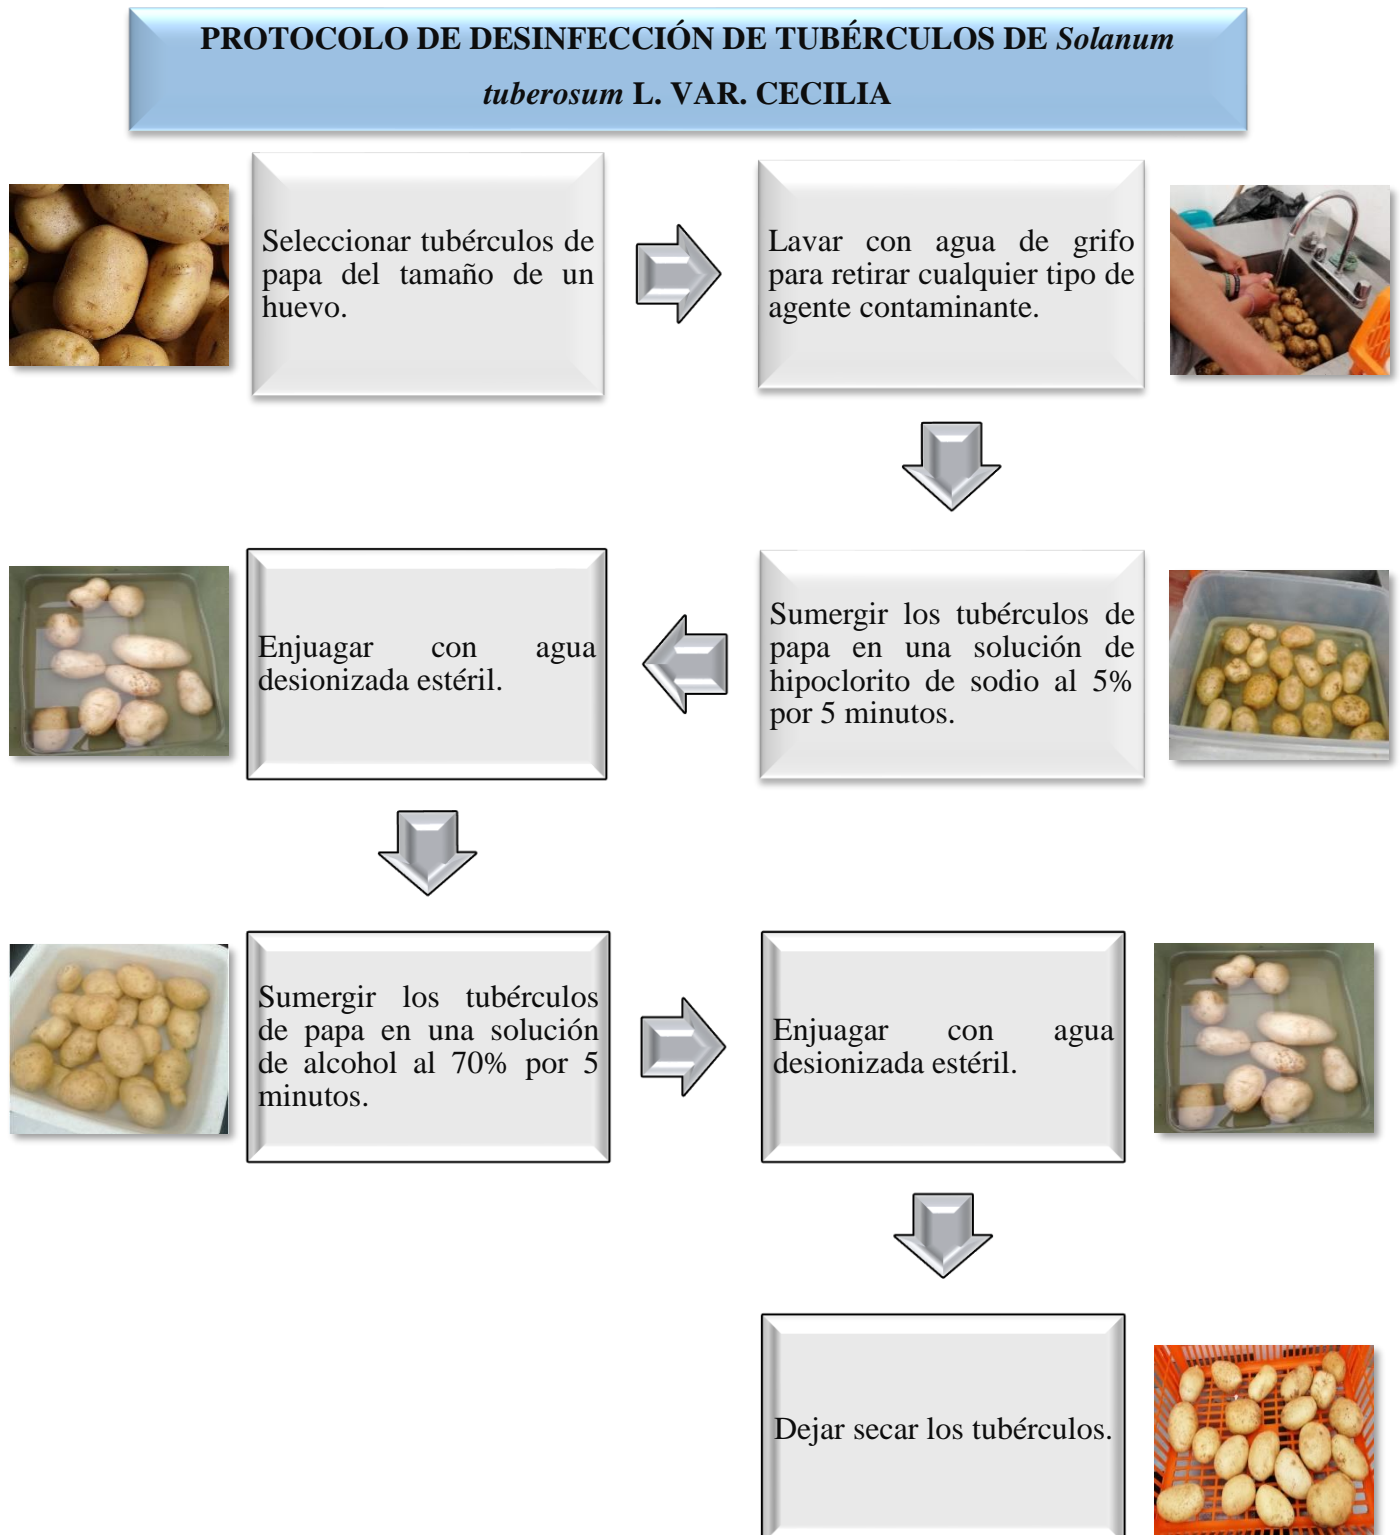 PROTOCOLO DE DESINFECCIÓN DE TUBÉRCULOS DE Solanum
tuberosum L. VAR. CECILIA
Seleccionar tubérculos de
papa del tamaño de un
huevo.
Lavar con agua de grifo
para retirar cualquier tipo de
agente contaminante.
Sumergir los tubérculos de
papa en una solución de
hipoclorito de sodio al 5%
por 5 minutos.
Enjuagar con agua
desionizada estéril.
Sumergir los tubérculos
de papa en una solución
de alcohol al 70% por 5
minutos.
Enjuagar con agua
desionizada estéril.
Dejar secar los tubérculos.